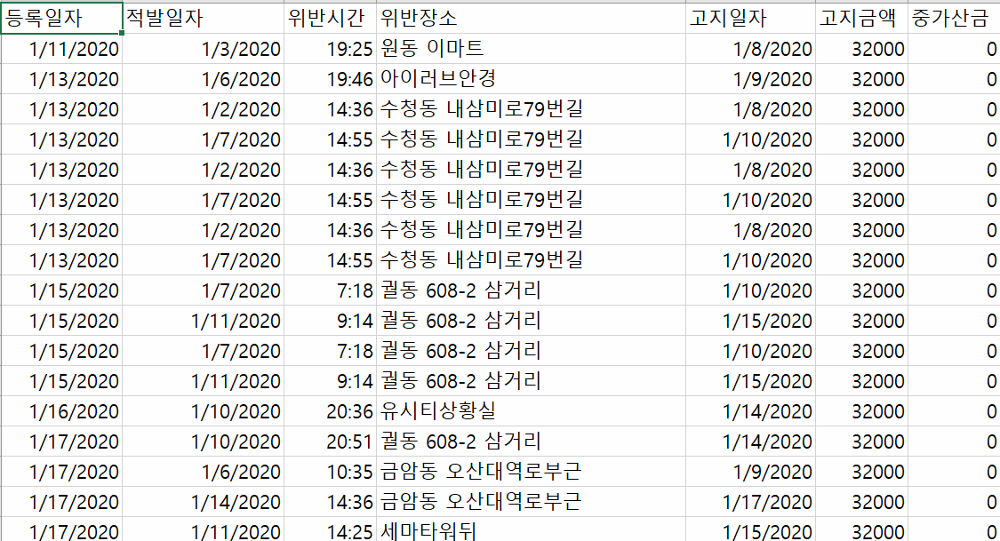 등록일자 적발일자 위반시간 위반장소 고지일자 고지금액 중가산금
1/11/2020 1/3/2020 19:25 원동 이마트 1/8/2020 32000 0
1/13/2020 1/6/2020 19:46 아이러브안경 1/9/2020 32000 0
1/13/2020 1/2/2020 14:36 수청동 내삼미로79번길 1/8/2020 32000 0
1/13/2020 1/7/2020 14:55 수청동 내삼미로79번길 1/10/2020 32000 0
1/13/2020 1/2/2020 14:36 수청동 내삼미로79번길 1/8/2020 32000 0
1/13/2020 1/7/2020 14:55 수청동 내삼미로79번길 1/10/2020 32000 0
1/13/2020 1/2/2020 14:36 수청동 내삼미로79번길 1/8/2020 32000 0
1/13/2020 1/7/2020 14:55 수청동 내삼미로79번길 1/10/2020 32000 0
1/15/2020 1/7/2020 7:18 궐동 608-2 삼거리 1/10/2020 32000 0
1/15/2020 1/11/2020 9:14 궐동 608-2 삼거리 1/15/2020 32000 0
1/15/2020 1/7/2020 7:18 궐동 608-2 삼거리 1/10/2020 32000 0
1/15/2020 1/11/2020 9:14 궐동 608-2 삼거리 1/15/2020 32000 0
1/16/2020 1/10/2020 20:36 유시티상황실 1/14/2020 32000 0
1/17/2020 1/10/2020 20:51 궐동 608-2 삼거리 1/14/2020 32000 0
1/17/2020 1/6/2020 10:35 금암동 오산대역로부근 1/9/2020 32000 0
1/17/2020 1/14/2020 14:36 금암동 오산대역로부근 1/17/2020 32000 0
1/17/2020 1/11/2020 14:25 세마타워뒤 1/15/2020 32000 0